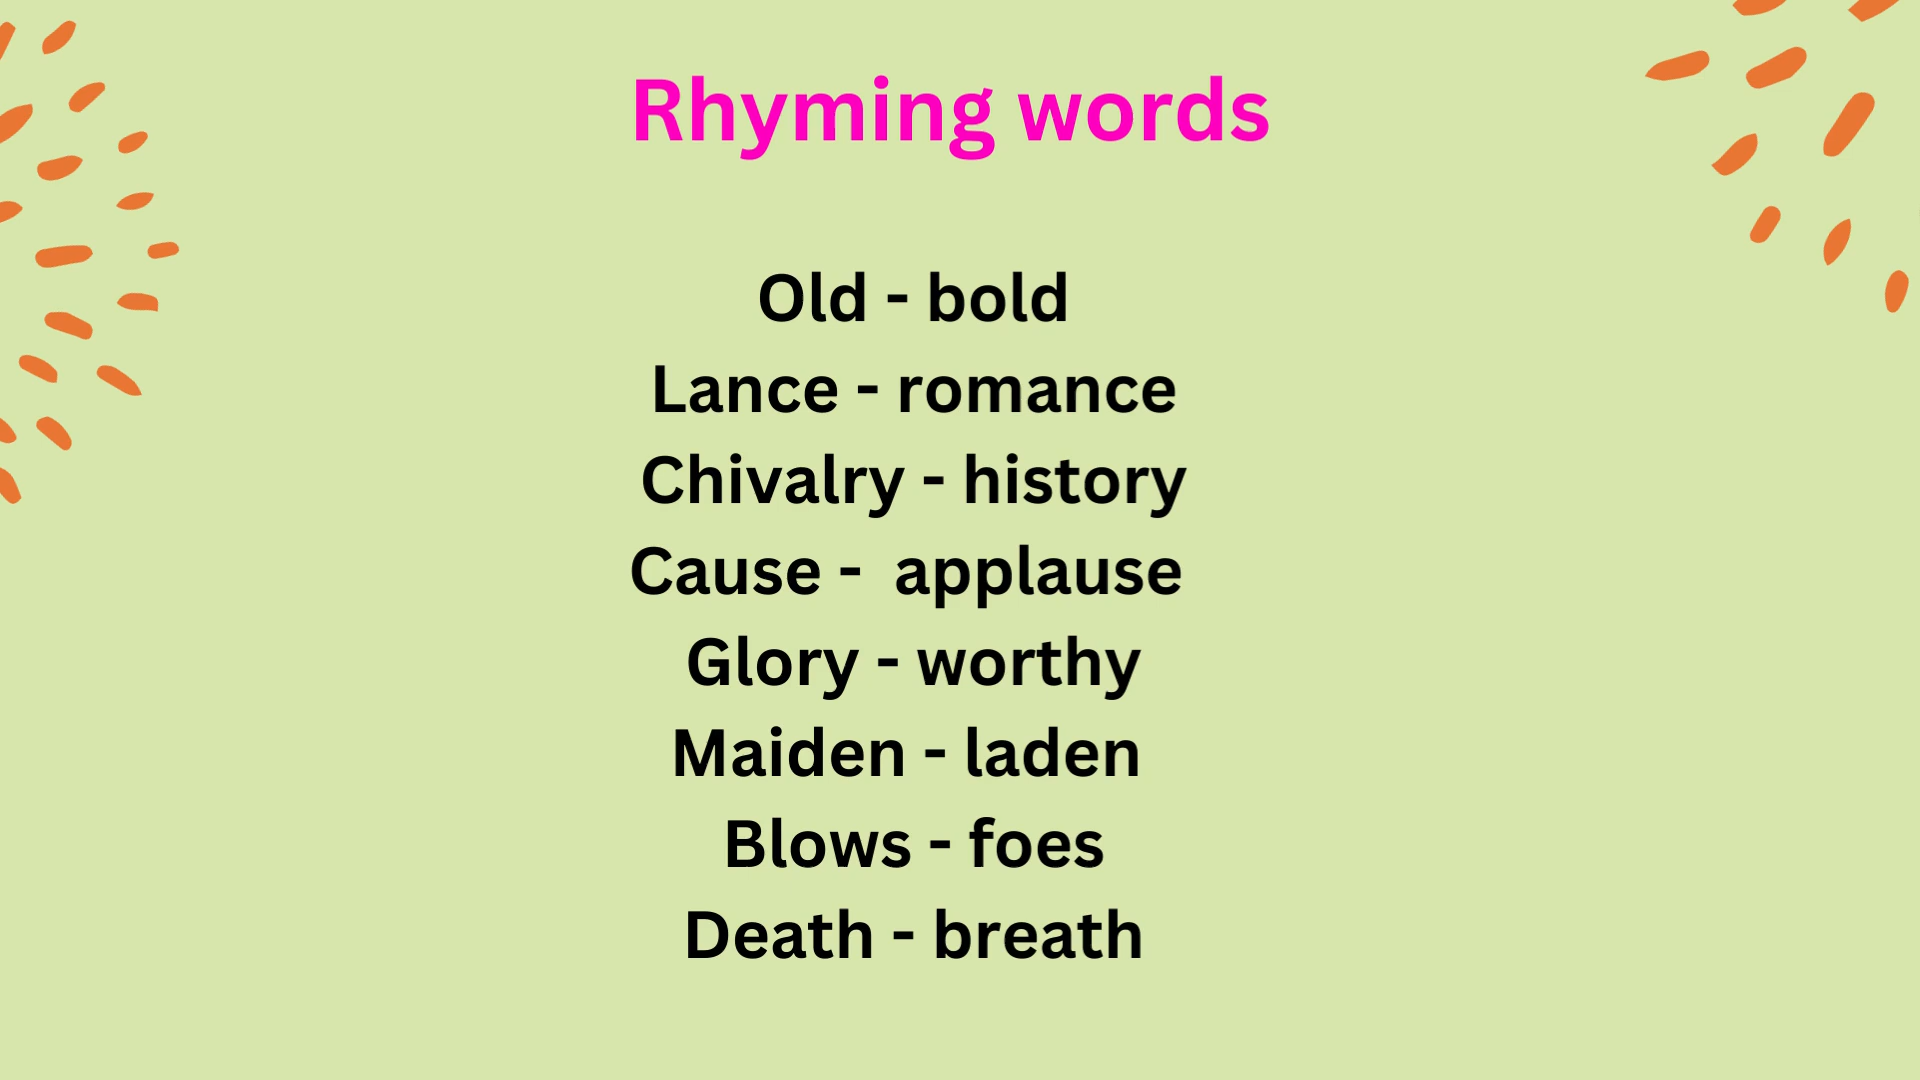 Rhyming words
Old - bold
Lance - romance
Chivalry - history
Cause -  applause
Glory - worthy
Maiden - laden
Blows - foes
Death - breath